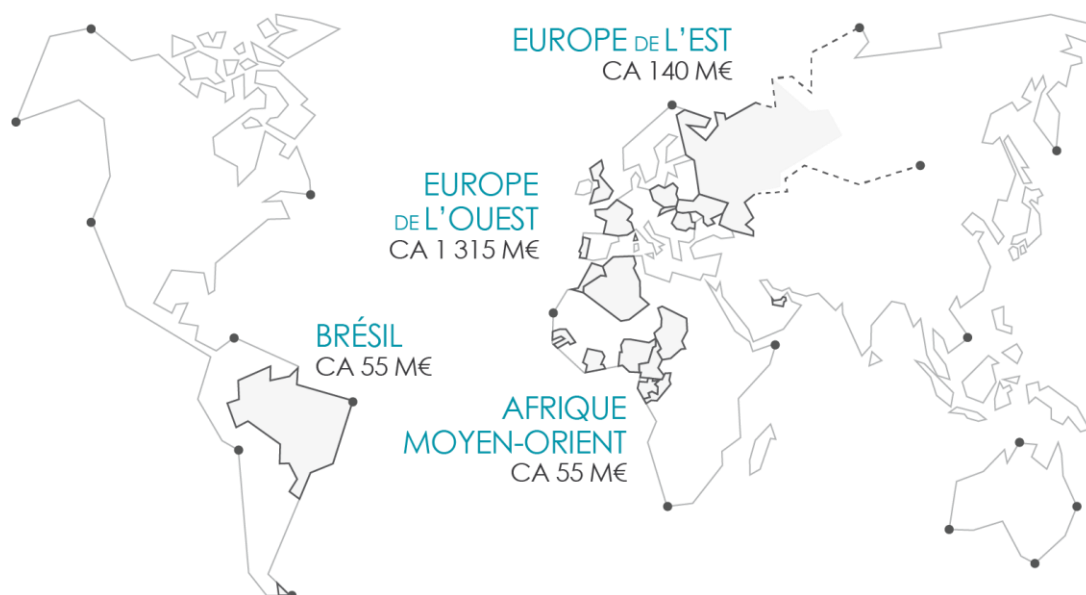 EUROPE DE L'EST
CA 140 M€
EUROPE
DE L'OUEST
CA 1 315 M€
BRÉSIL
CA 55 M€
AFRIQUE
MOYEN-ORIENT
CA 55 M€